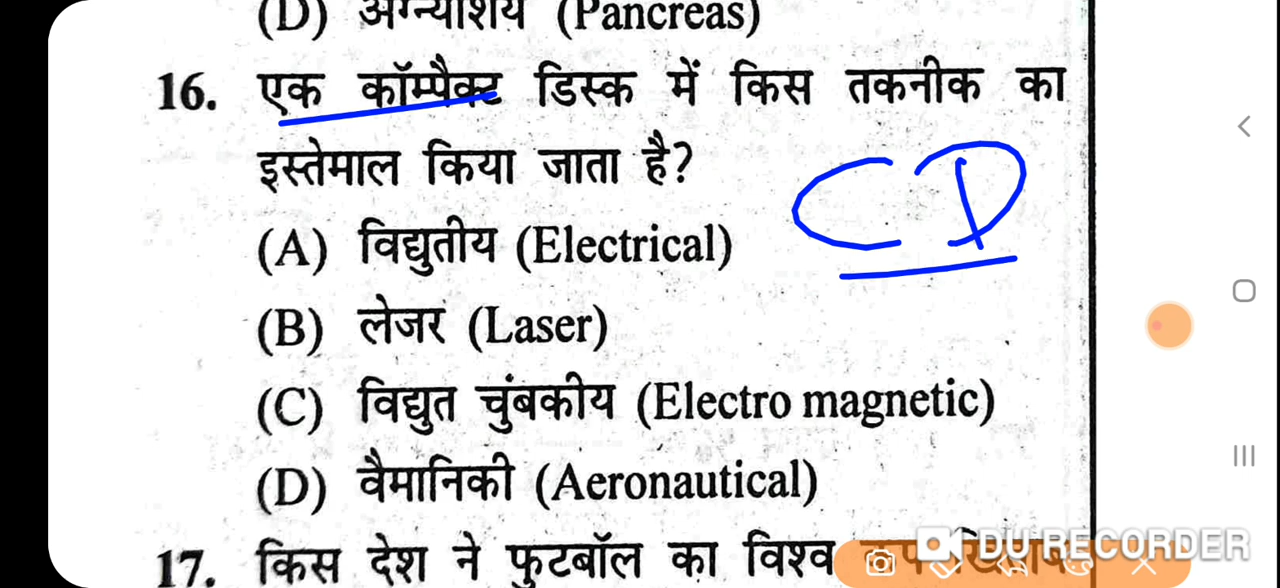 (D) अग्न्याशय (Pancreas)
16. एक कॉम्पैक्ट डिस्क में किस तकनीक का
इस्तेमाल किया जाता है?
CD
(A) विद्युतीय (Electrical)
(B) लेजर (Laser)
(C) विद्युत चुंबकीय (Electro magnetic)
(D) वैमानिकी (Aeronautical)
17. किस देश ने फुटबॉल का विश्व कप
DU RECORDER